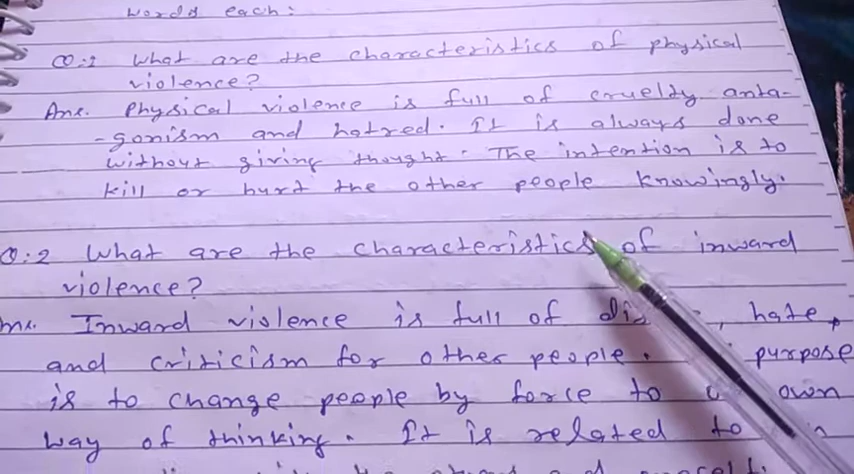 words each:
Q:1 What are the characteristics of physical
violence?
Ans. Physical violence is full of cruelty anta-
-gonism and hatred. It is always done
without giving thought. The intention is to
kill or hurt the other people knowingly.
Q:2 What are the characteristics of inward
violence?
Ans. Inward violence is full of hate,
and criticism for other people. purpose
is to change people by force to own
way of thinking. It is related to